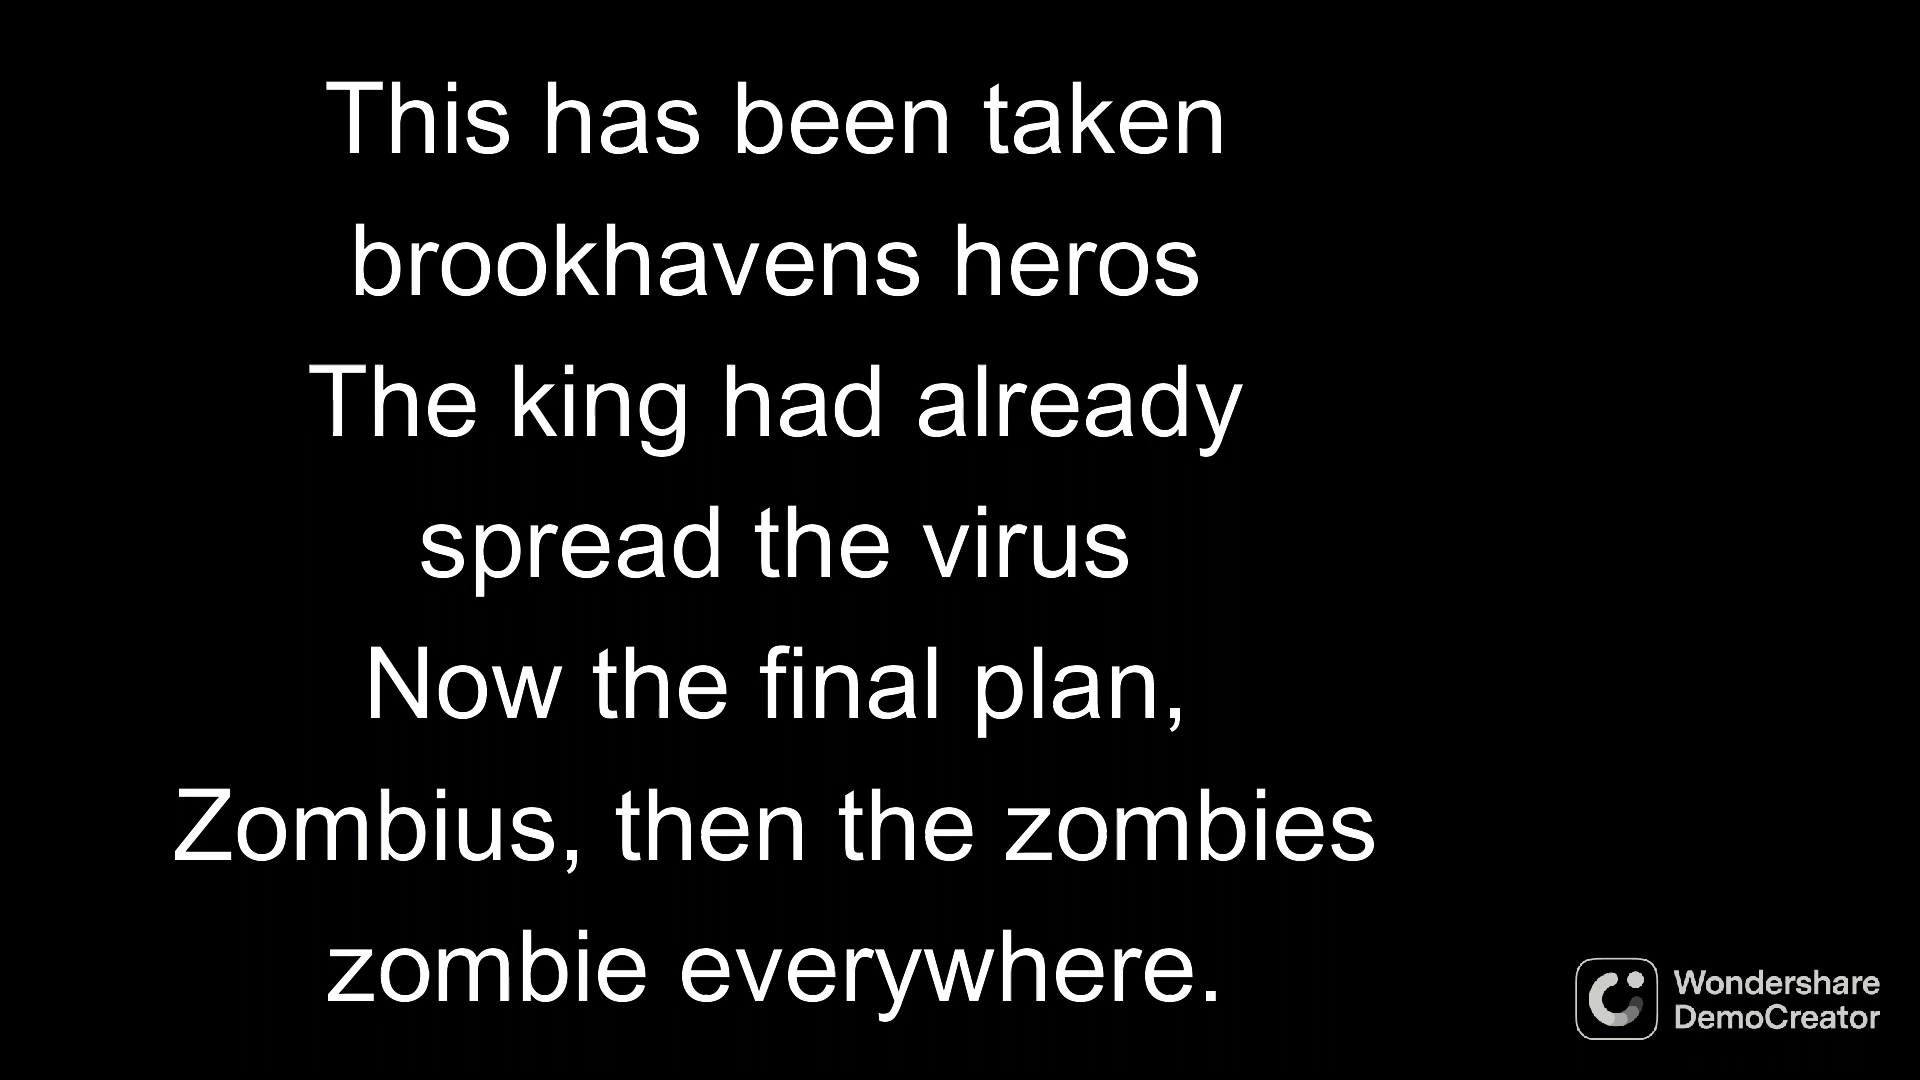 This has been taken
brookhavens heros
The king had already
spread the virus
Now the final plan,
Zombius, then the zombies
zombie everywhere.
Wondershare
DemoCreator